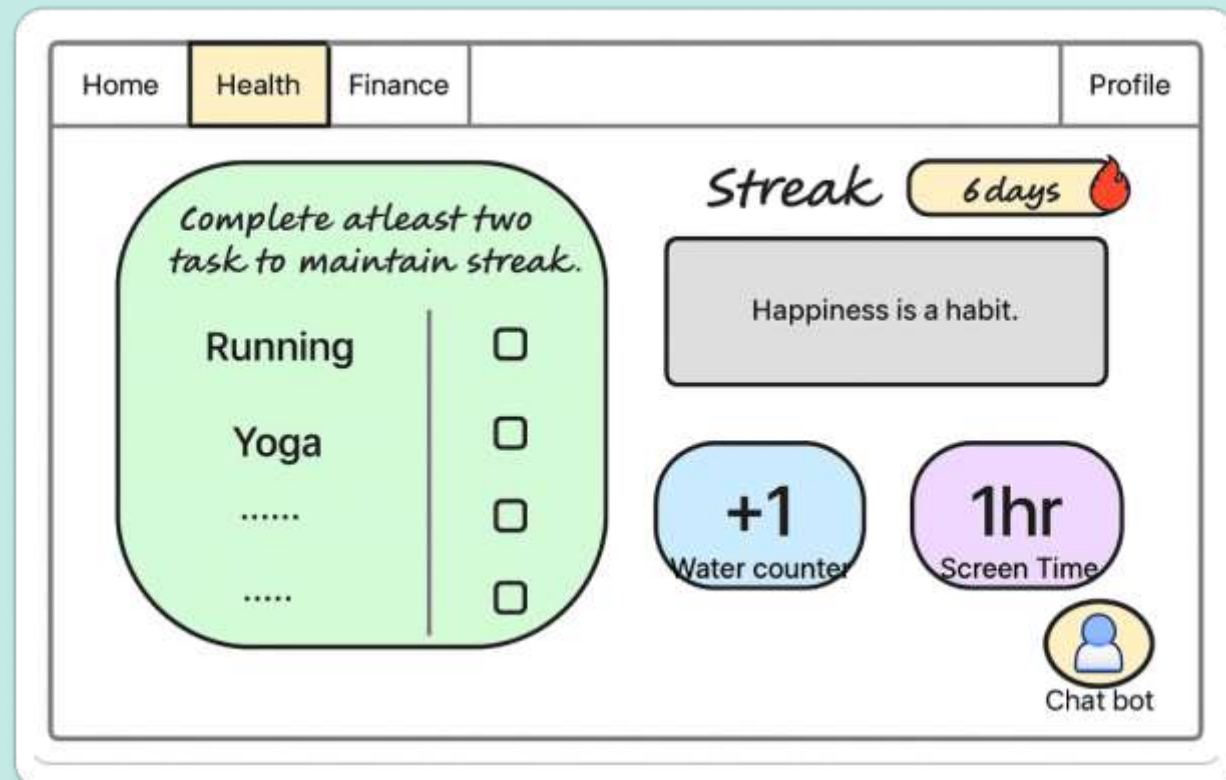 Home
Health
Finance
Profile
Complete atleast two
task to maintain streak.
Running
Yoga
......
.....
Streak
6 days
Happiness is a habit.
+1
Water counter
1hr
Screen Time
Chat bot